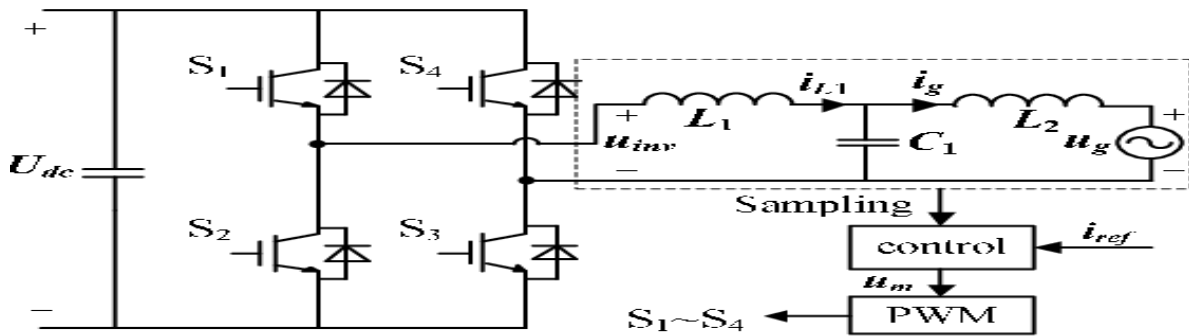 +
S1
S4
iL1
ig
+
L1
L2
+
Udc
uinv
C1
ug
−
−
Sampling
S2
S3
control
iref
um
−
S1~S4
PWM